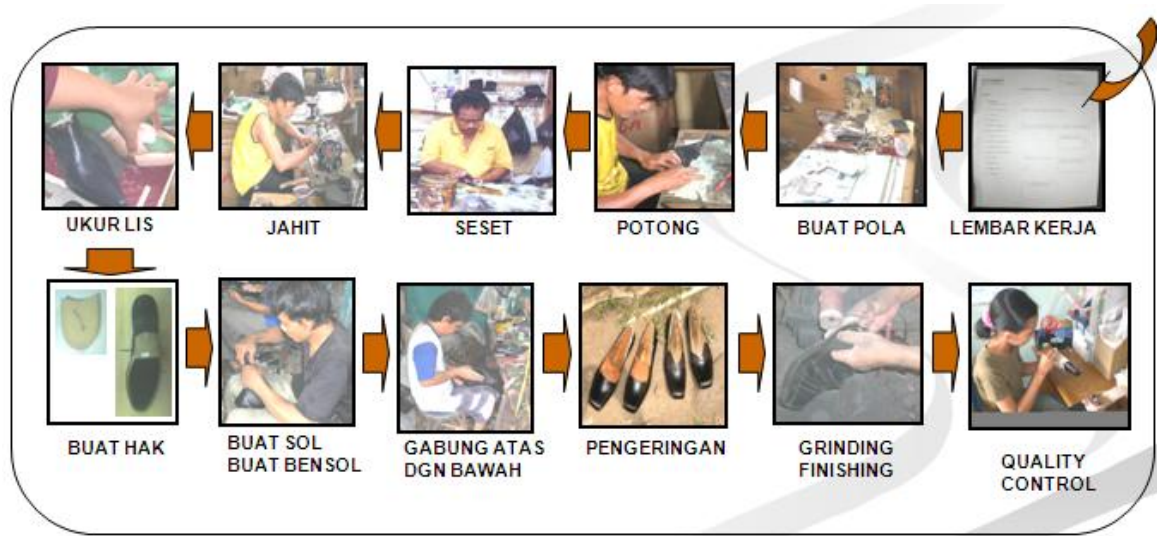 UKUR LIS
JAHIT
SESET
POTONG
BUAT POLA
LEMBAR KERJA
BUAT HAK
BUAT SOL
BUAT BENSOL
GABUNG ATAS
DGN BAWAH
PENGERINGAN
GRINDING
FINISHING
QUALITY
CONTROL